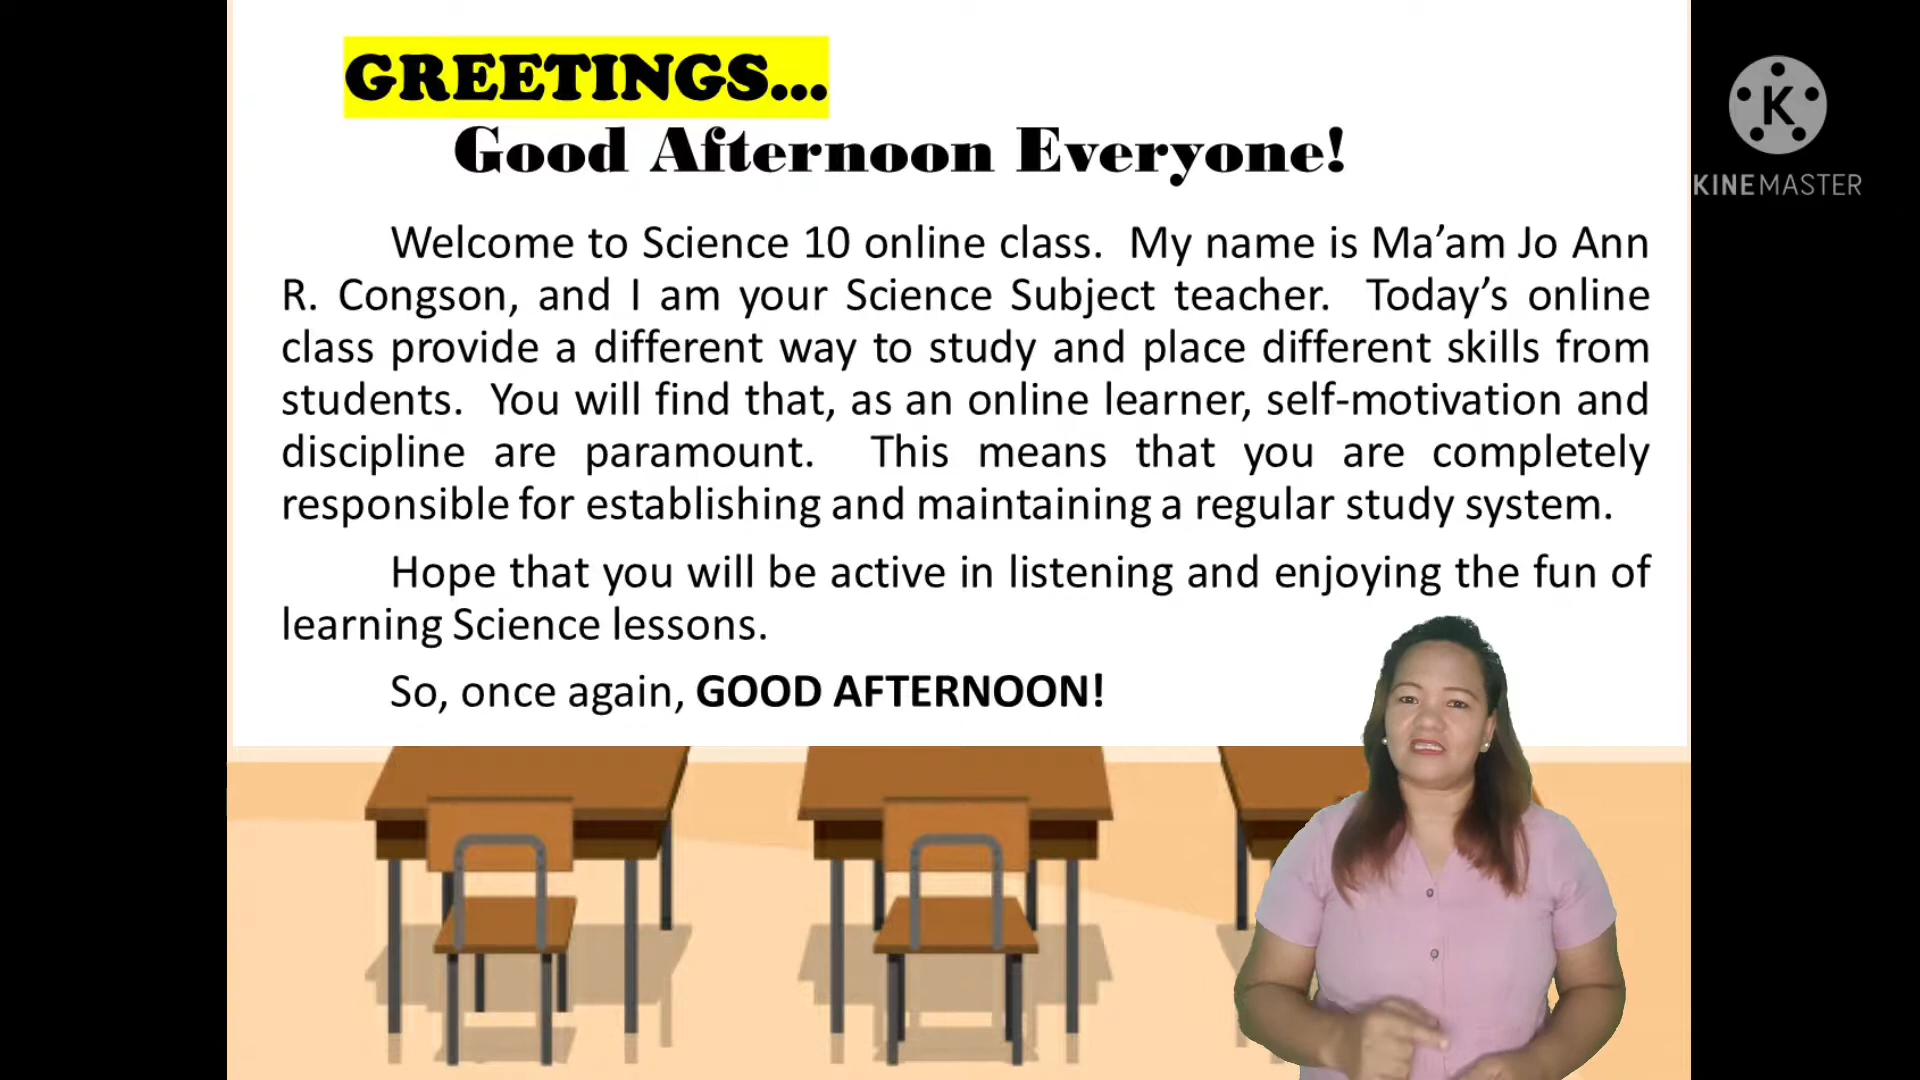 GREETINGS...
Good Afternoon Everyone!
K
KINEMASTER
Welcome to Science 10 online class. My name is Ma’am Jo Ann
R. Congson, and I am your Science Subject teacher. Today’s online
class provide a different way to study and place different skills from
students. You will find that, as an online learner, self-motivation and
discipline are paramount. This means that you are completely
responsible for establishing and maintaining a regular study system.
Hope that you will be active in listening and enjoying the fun of
learning Science lessons.
So, once again, GOOD AFTERNOON!